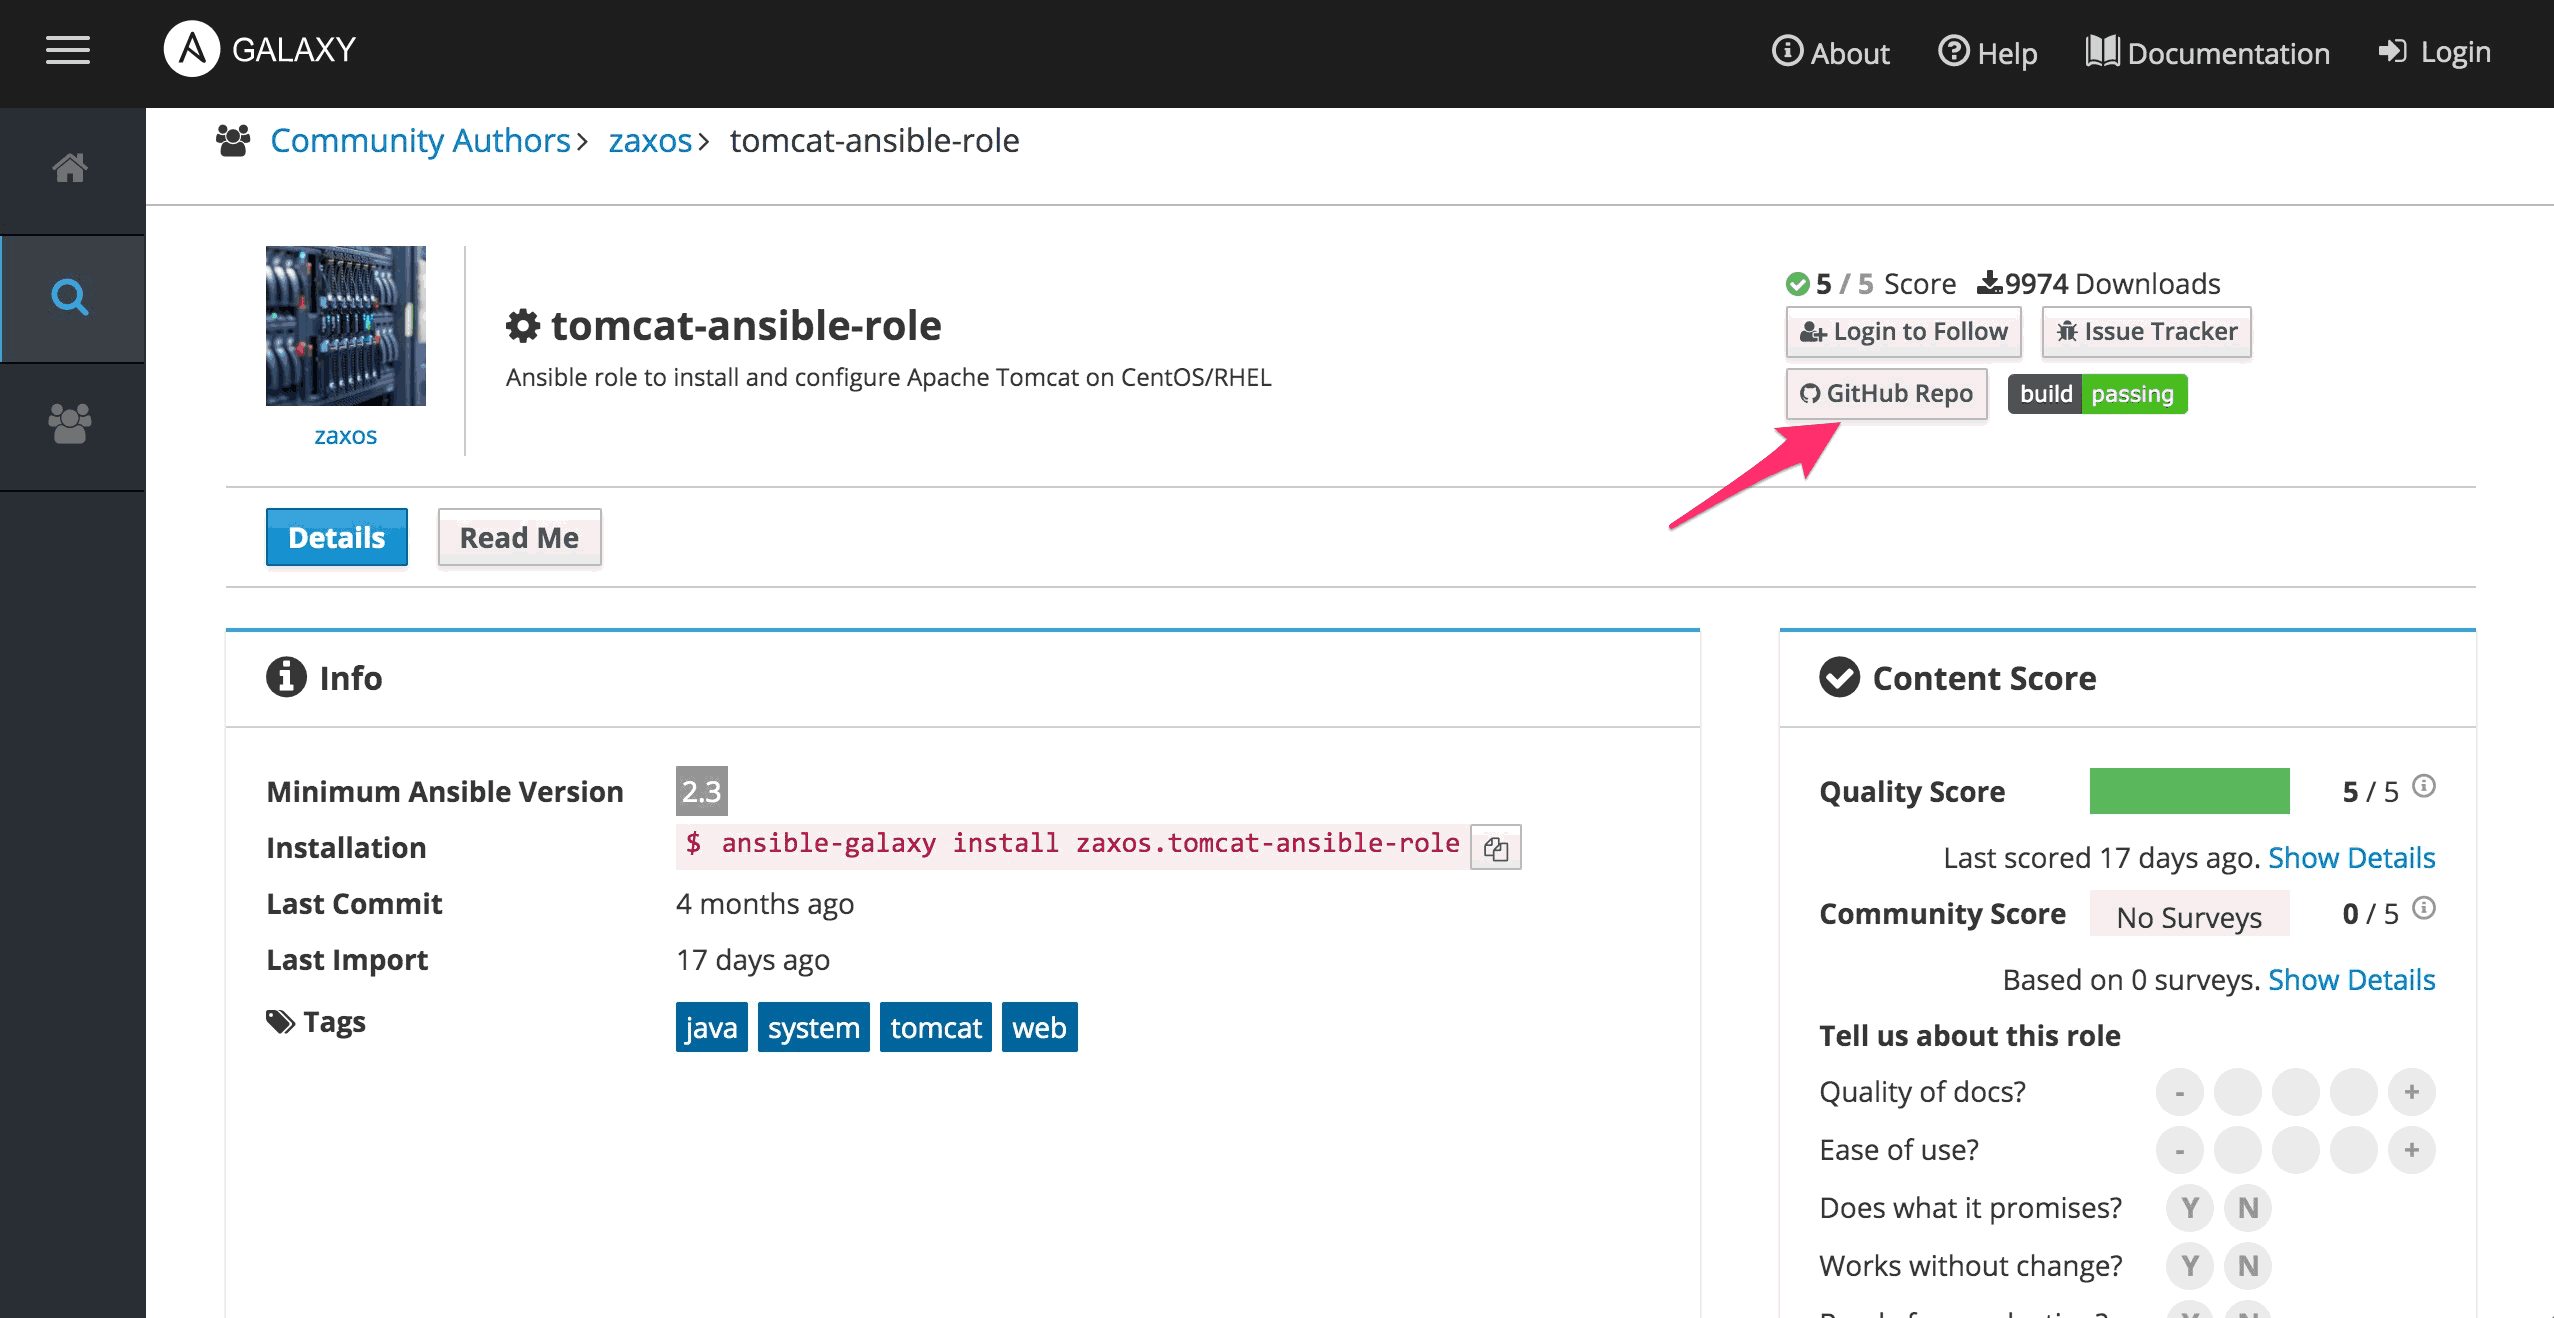 GALAXY
About Help Documentation Login
Community Authors > zaxos > tomcat-ansible-role
5 / 5 Score 9974 Downloads
tomcat-ansible-role
Login to Follow Issue Tracker
Ansible role to install and configure Apache Tomcat on CentOS/RHEL
GitHub Repo build passing
zaxos
Details Read Me
Info
Minimum Ansible Version 2.3
Installation $ ansible-galaxy install zaxos.tomcat-ansible-role
Last Commit 4 months ago
Last Import 17 days ago
Tags java system tomcat web
Content Score
Quality Score 5 / 5
Last scored 17 days ago. Show Details
Community Score No Surveys 0 / 5
Based on 0 surveys. Show Details
Tell us about this role
Quality of docs? - +
Ease of use? - +
Does what it promises? Y N
Works without change? Y N